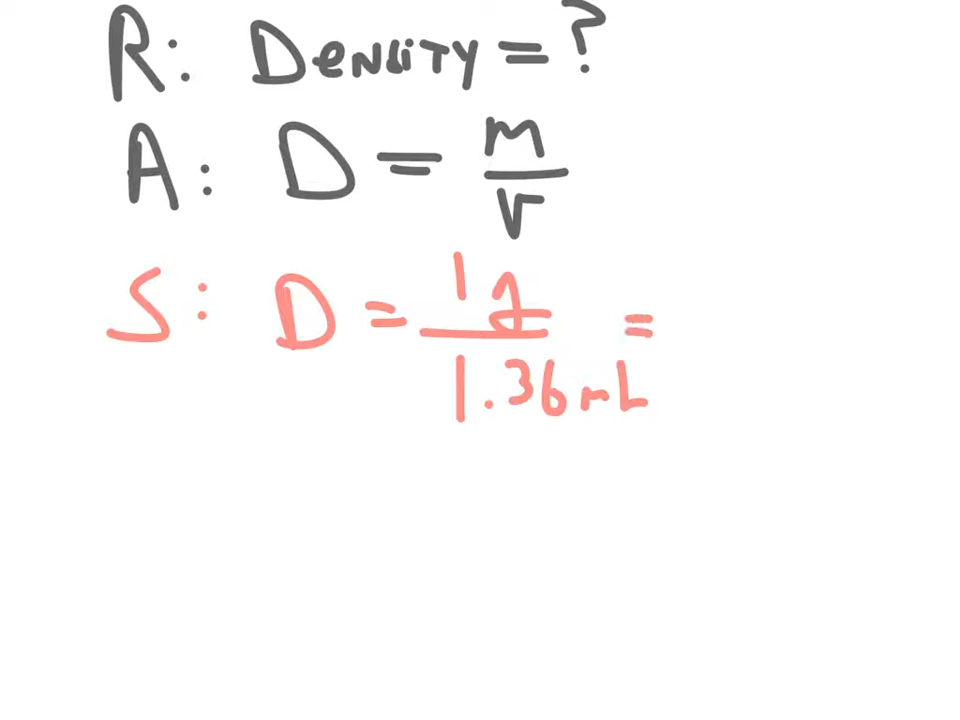 R: Density = ?
A: D = m
v
S: D = 1g =
1.36mL